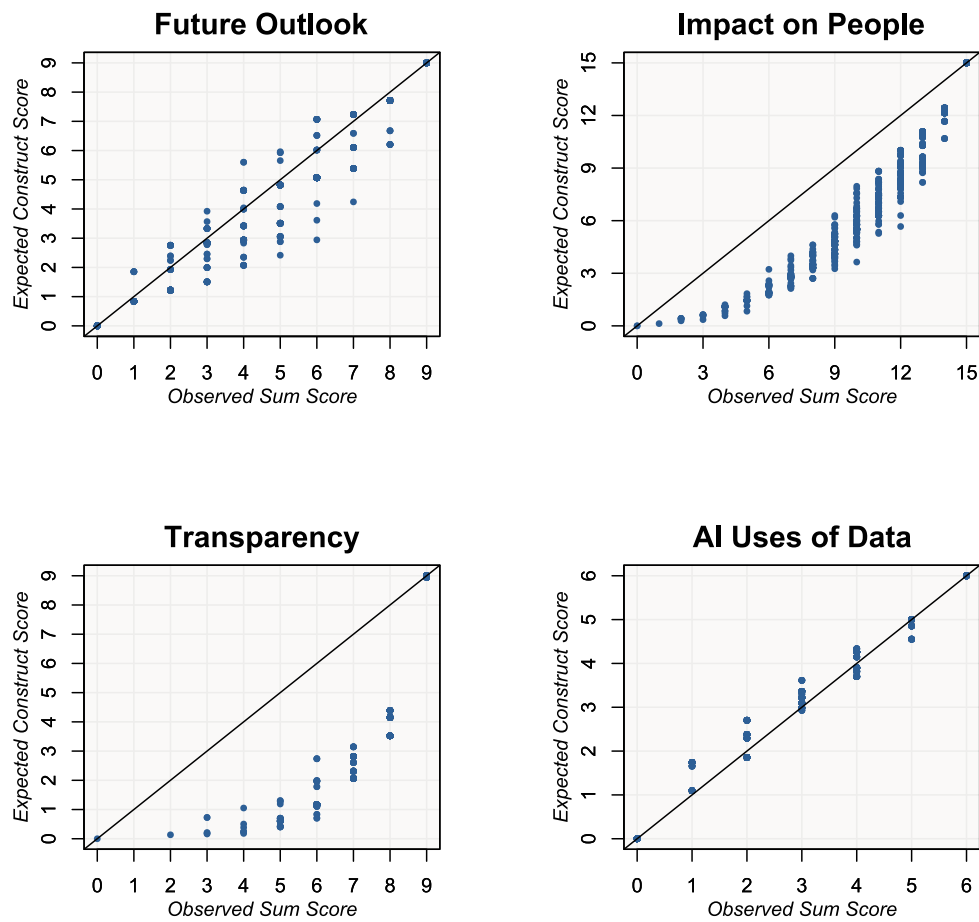 Future Outlook
Expected Construct Score
0 1 2 3 4 5 6 7 8 9
0 1 2 3 4 5 6 7 8 9
Observed Sum Score
Impact on People
Expected Construct Score
0 3 6 9 12 15
0 3 6 9 12 15
Observed Sum Score
Transparency
Expected Construct Score
0 1 2 3 4 5 6 7 8 9
0 1 2 3 4 5 6 7 8 9
Observed Sum Score
AI Uses of Data
Expected Construct Score
0 1 2 3 4 5 6
0 1 2 3 4 5 6
Observed Sum Score